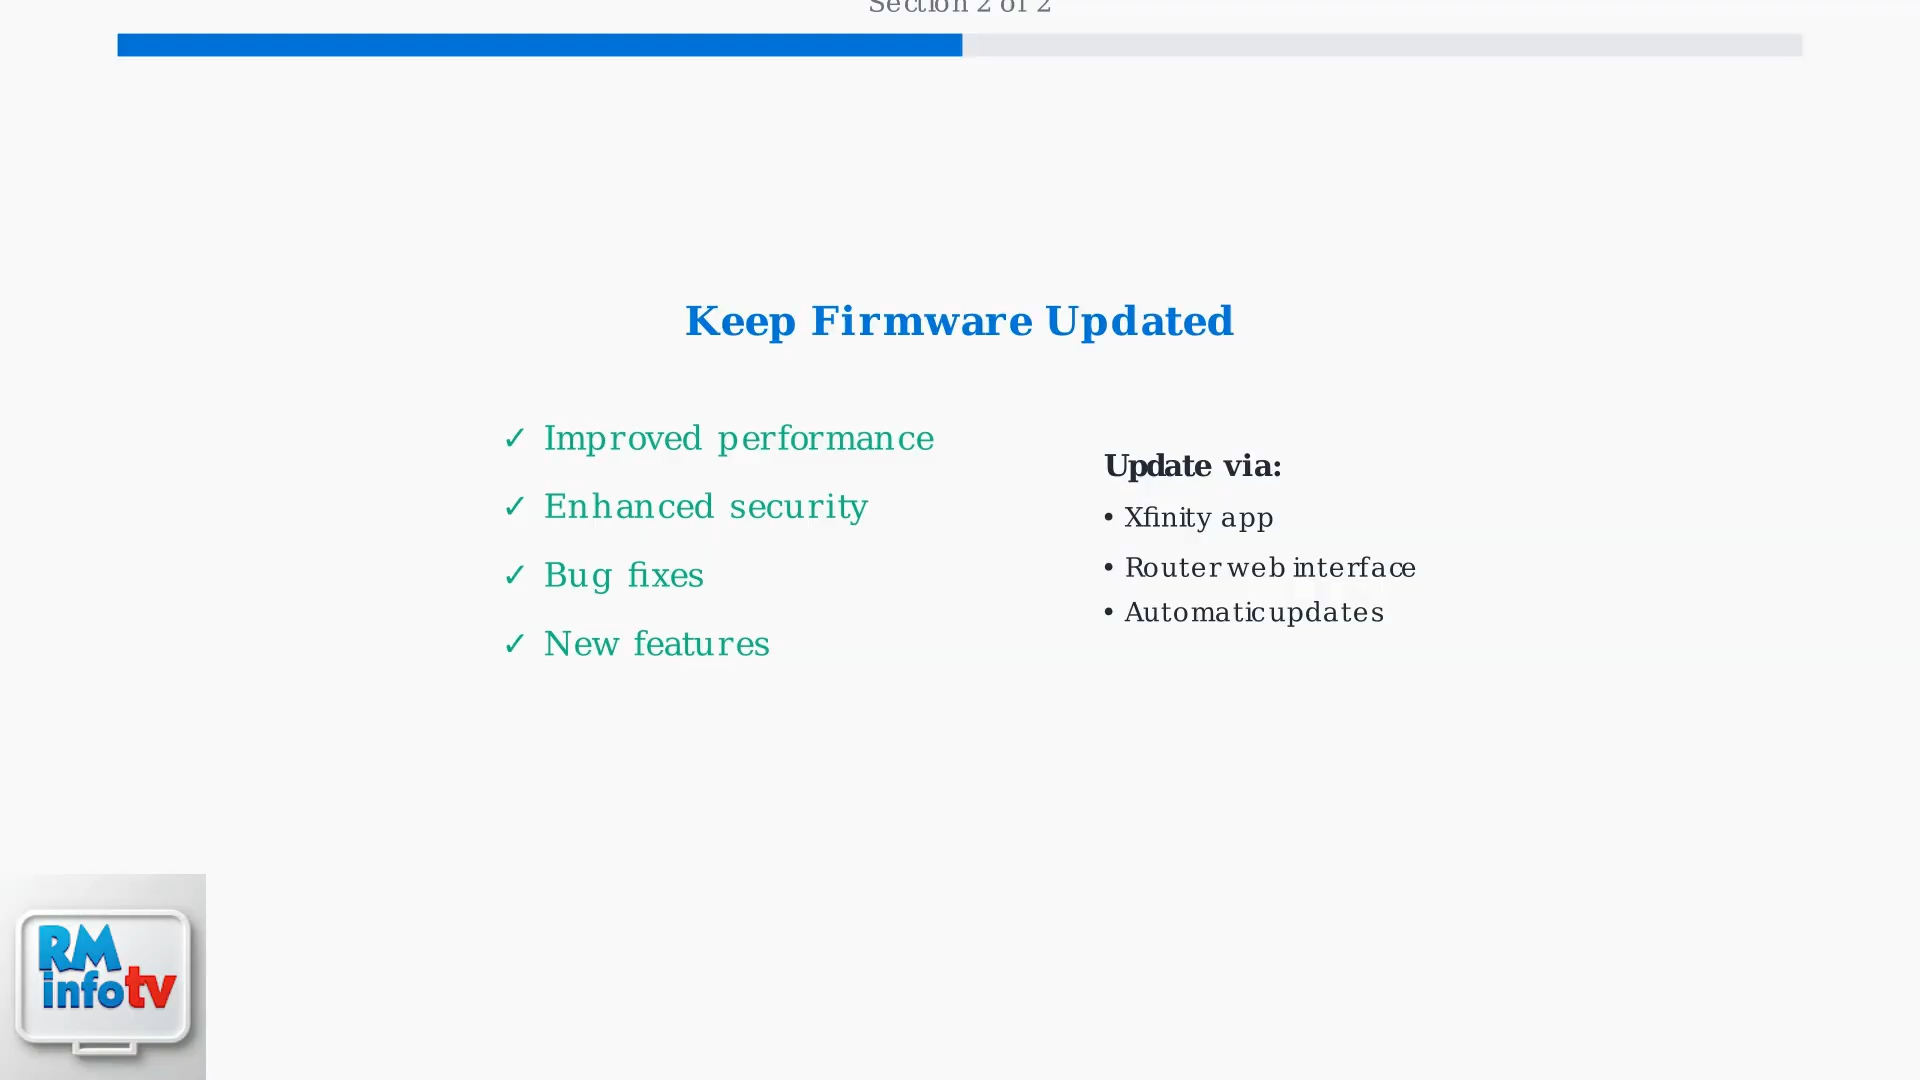 Section 2 of 2
Keep Firmware Updated
✓ Improved performance
✓ Enhanced security
✓ Bug fixes
✓ New features
Update via:
• Xfinity app
• Router web interface
• Automatic updates
RM
infotv